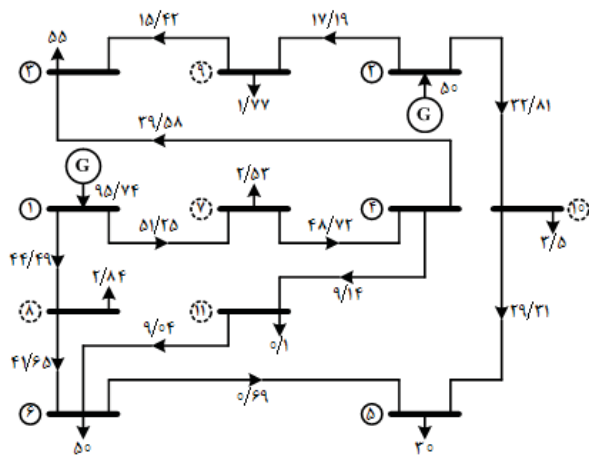 ۱۵/۴۲ ۱۷/۱۹
۵۵
۳ ۹ ۲
۱/۷۷ ۵۰ ۳۲/۸۱
G
۳۹/۵۸
G
۹۵/۷۴ ۲/۵۳
۱ ۷ ۴ ۱۰
۵۱/۲۵ ۴۸/۷۲ ۳/۵
۴۴/۴۹ ۹/۱۴
۲/۸۴
۸ ۱۱ ۲۹/۳۱
۹/۰۴ ۰/۱
۴۱/۶۵
۰/۶۹
۶ ۵
۵۰ ۳۰